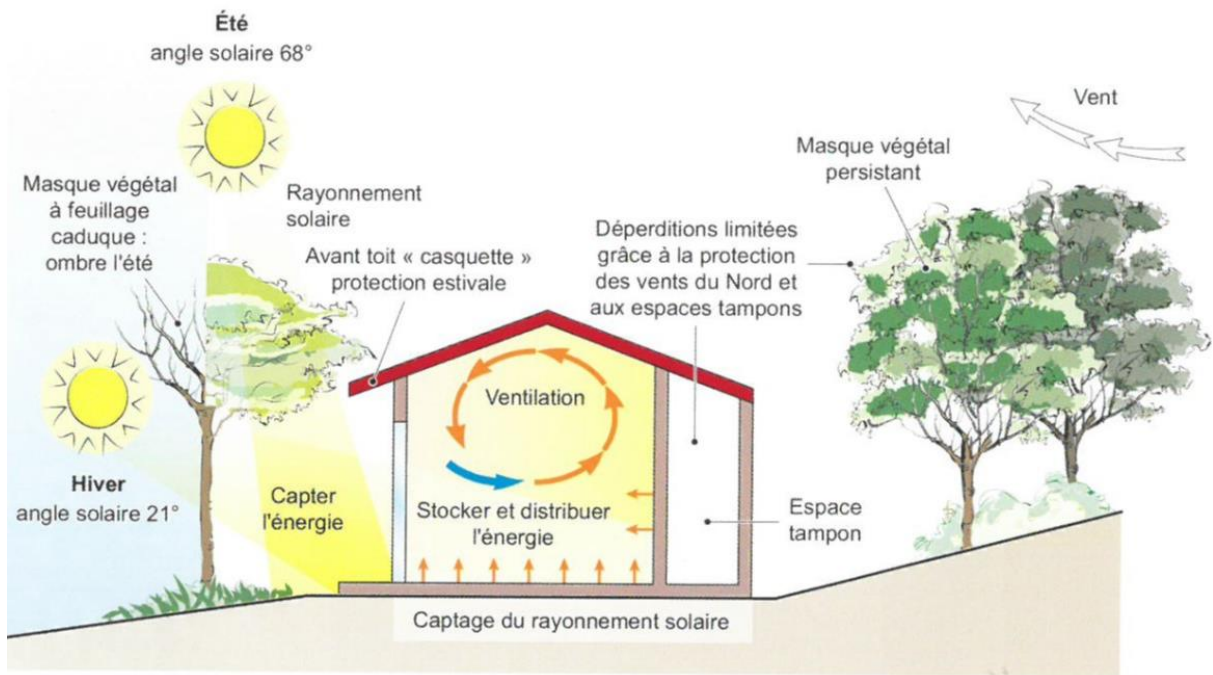 Été
angle solaire 68°
Vent
Masque végétal
persistant
Masque végétal
à feuillage
caduque :
ombre l'été
Rayonnement
solaire
Avant toit « casquette »
protection estivale
Déperditions limitées
grâce à la protection
des vents du Nord et
aux espaces tampons
Ventilation
Hiver
angle solaire 21°
Capter
l'énergie
Stocker et distribuer
l'énergie
Espace
tampon
Captage du rayonnement solaire